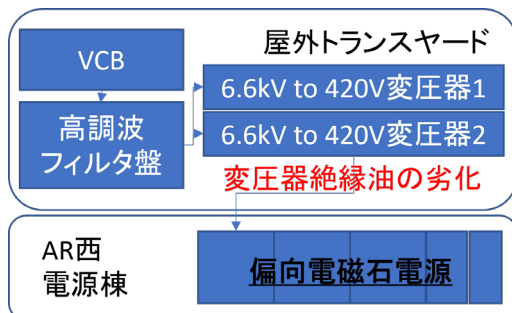 屋外トランスヤード
VCB
高調波
フィルタ盤
6.6kV to 420V変圧器1
6.6kV to 420V変圧器2
変圧器絶縁油の劣化
AR西
電源棟
偏向電磁石電源